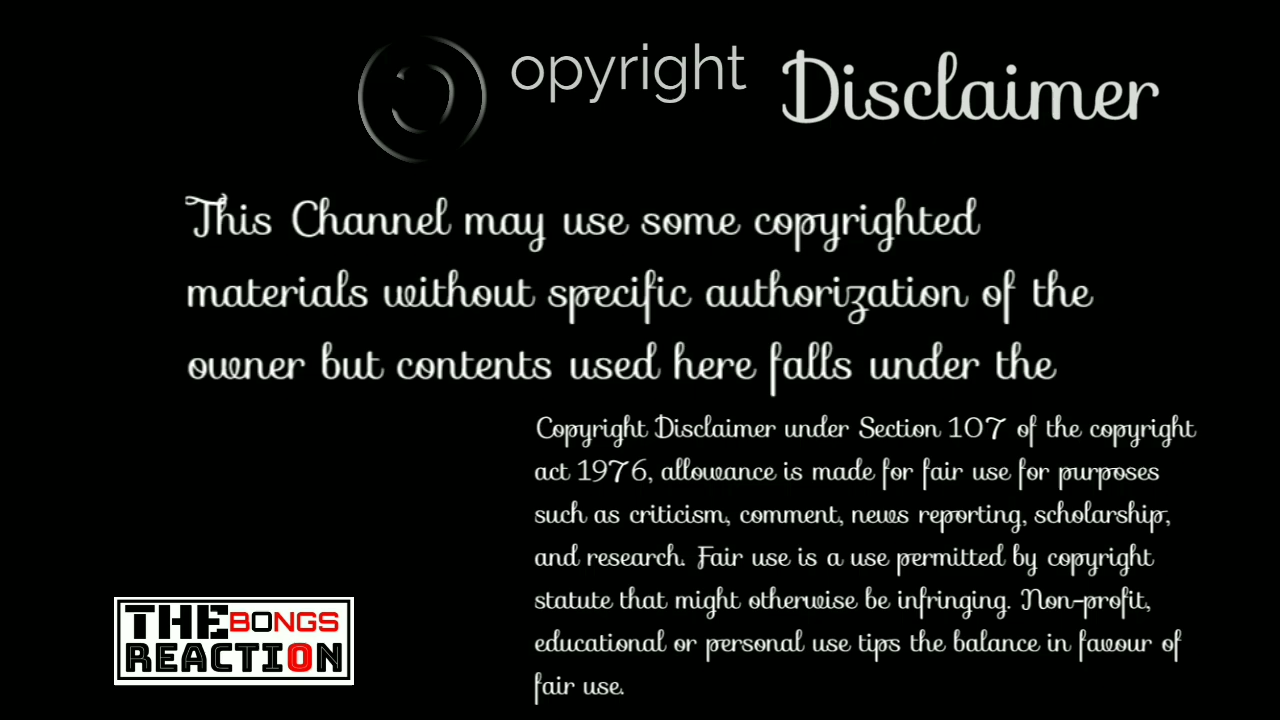 opyright Disclaimer
This Channel may use some copyrighted
materials without specific authorization of the
owner but contents used here falls under the
Copyright Disclaimer under Section 107 of the copyright
act 1976, allowance is made for fair use for purposes
such as criticism, comment, news reporting, scholarship,
and research. Fair use is a use permitted by copyright
statute that might otherwise be infringing. Non-profit,
educational or personal use tips the balance in favour of
fair use.
THE BONGS
REACTION